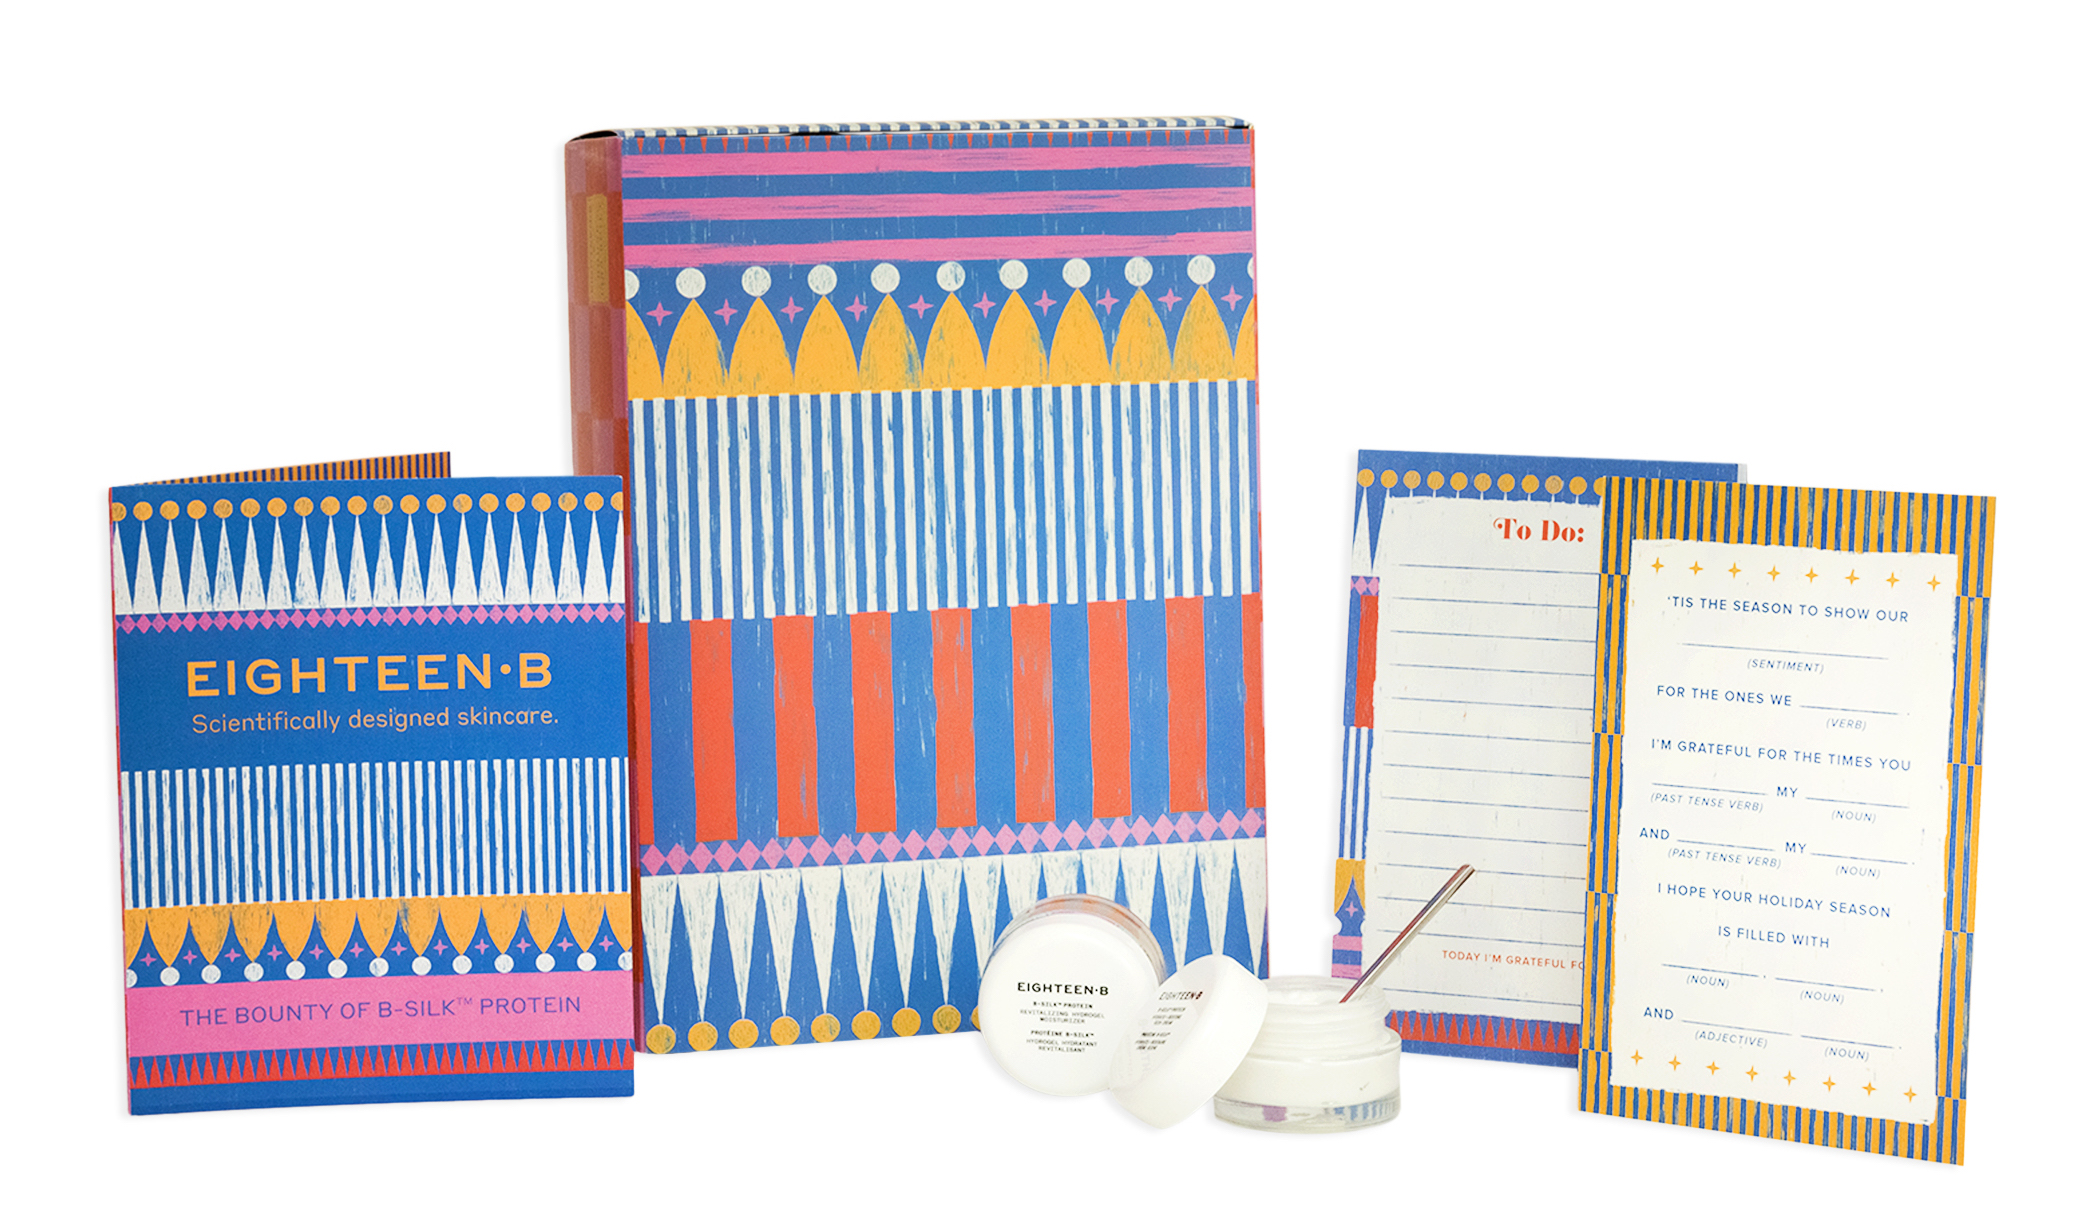 EIGHTEEN·B
Scientifically designed skincare.
THE BOUNTY OF B-SILK™ PROTEIN
EIGHTEEN·B
B-SILK™ PROTEIN
REVITALIZING HYDROGEL
MOISTURIZER
PROTÉINE B-SILK™
HYDROGEL HYDRATANT
REVITALISANT
EIGHTEEN·B
To Do:
TODAY I'M GRATEFUL FO
'TIS THE SEASON TO SHOW OUR
(SENTIMENT)
FOR THE ONES WE
(VERB)
I'M GRATEFUL FOR THE TIMES YOU
MY
(PAST TENSE VERB)
(NOUN)
AND MY
(PAST TENSE VERB)
(NOUN)
I HOPE YOUR HOLIDAY SEASON
IS FILLED WITH
(NOUN)
(NOUN)
AND
(ADJECTIVE)
(NOUN)